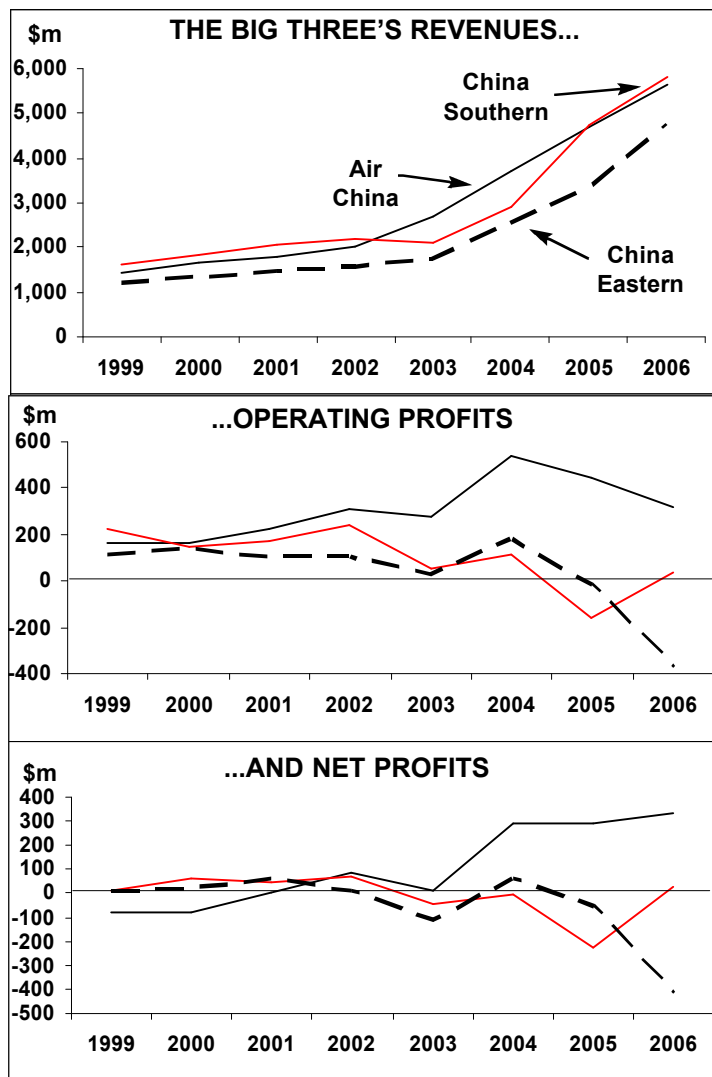 THE BIG THREE'S REVENUES...
$m
6,000
5,000
4,000
3,000
2,000
1,000
0
China
Southern
Air
China
China
Eastern
1999 2000 2001 2002 2003 2004 2005 2006
...OPERATING PROFITS
$m
600
400
200
0
-200
-400
1999 2000 2001 2002 2003 2004 2005 2006
...AND NET PROFITS
$m
400
300
200
100
0
-100
-200
-300
-400
-500
1999 2000 2001 2002 2003 2004 2005 2006